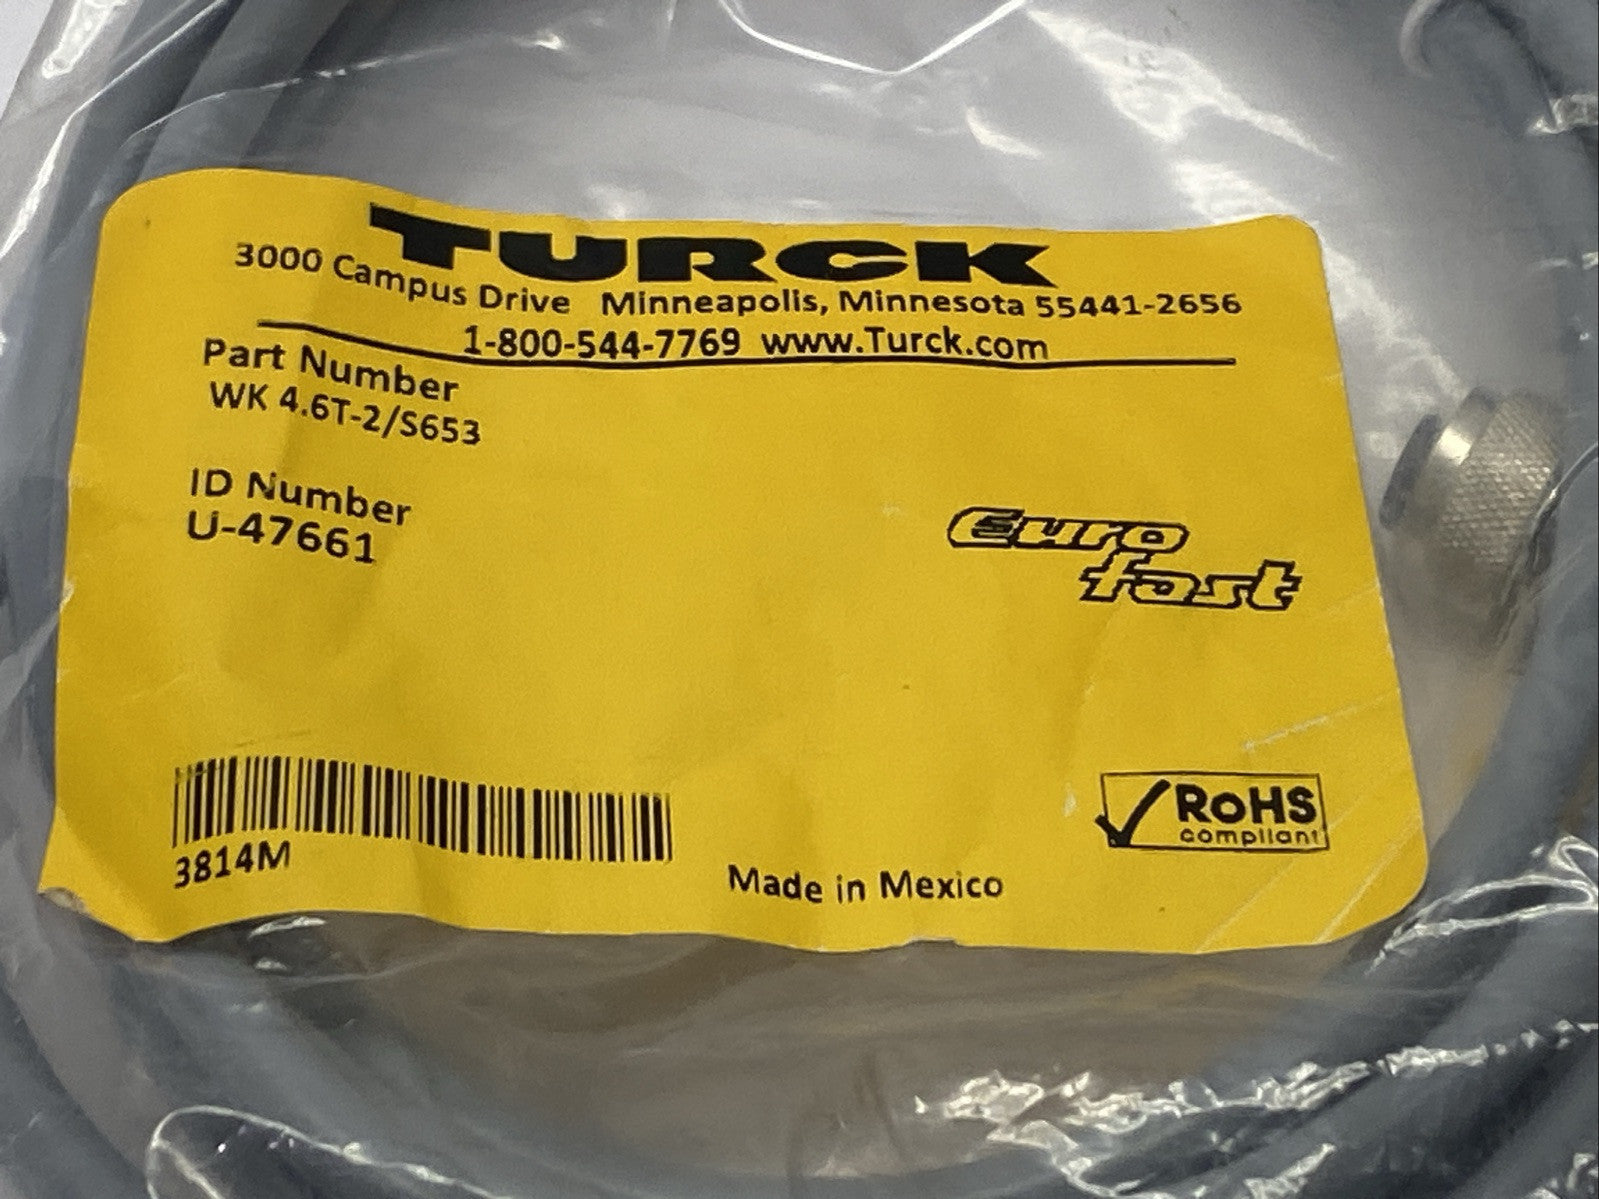 TURCK
3000 Campus Drive Minneapolis, Minnesota 55441-2656
1-800-544-7769 www.Turck.com
Part Number
WK 4.6T-2/S653
ID Number
U-47661
Euro
fast
3814M
Made in Mexico
RoHS
compliant